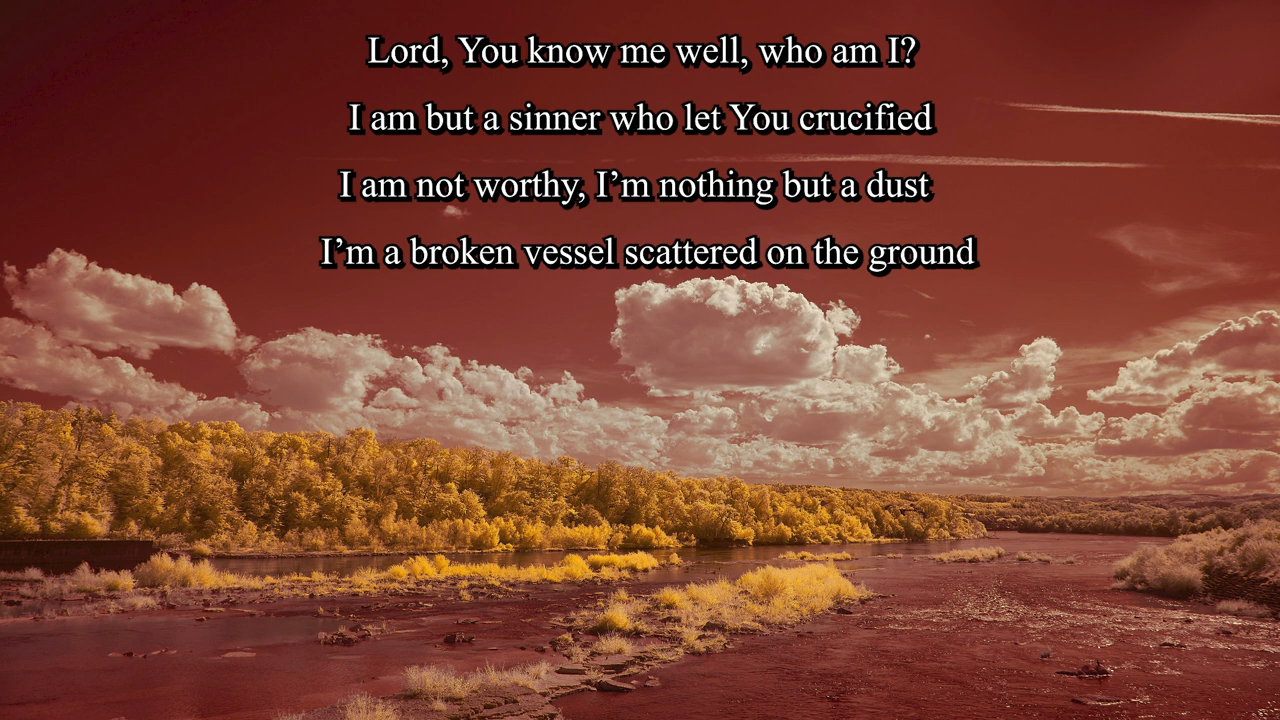 Lord, You know me well, who am I?
I am but a sinner who let You crucified
I am not worthy, I’m nothing but a dust
I’m a broken vessel scattered on the ground